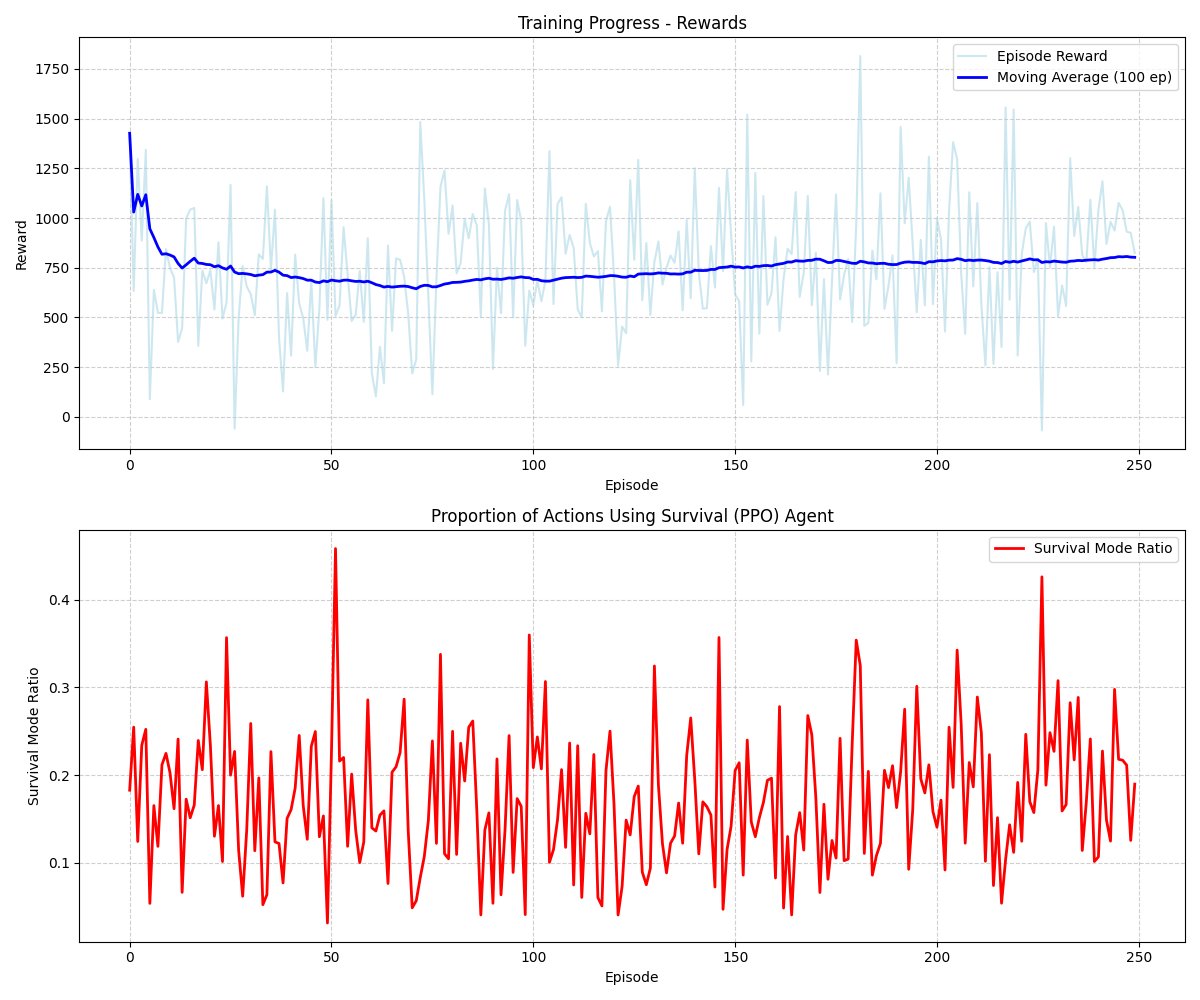 Training Progress - Rewards
1750
1500
1250
1000
750
500
250
0
Reward
Episode Reward
Moving Average (100 ep)
0
50
100
150
200
250
Episode
Proportion of Actions Using Survival (PPO) Agent
0.4
0.3
0.2
0.1
Survival Mode Ratio
Survival Mode Ratio
0
50
100
150
200
250
Episode